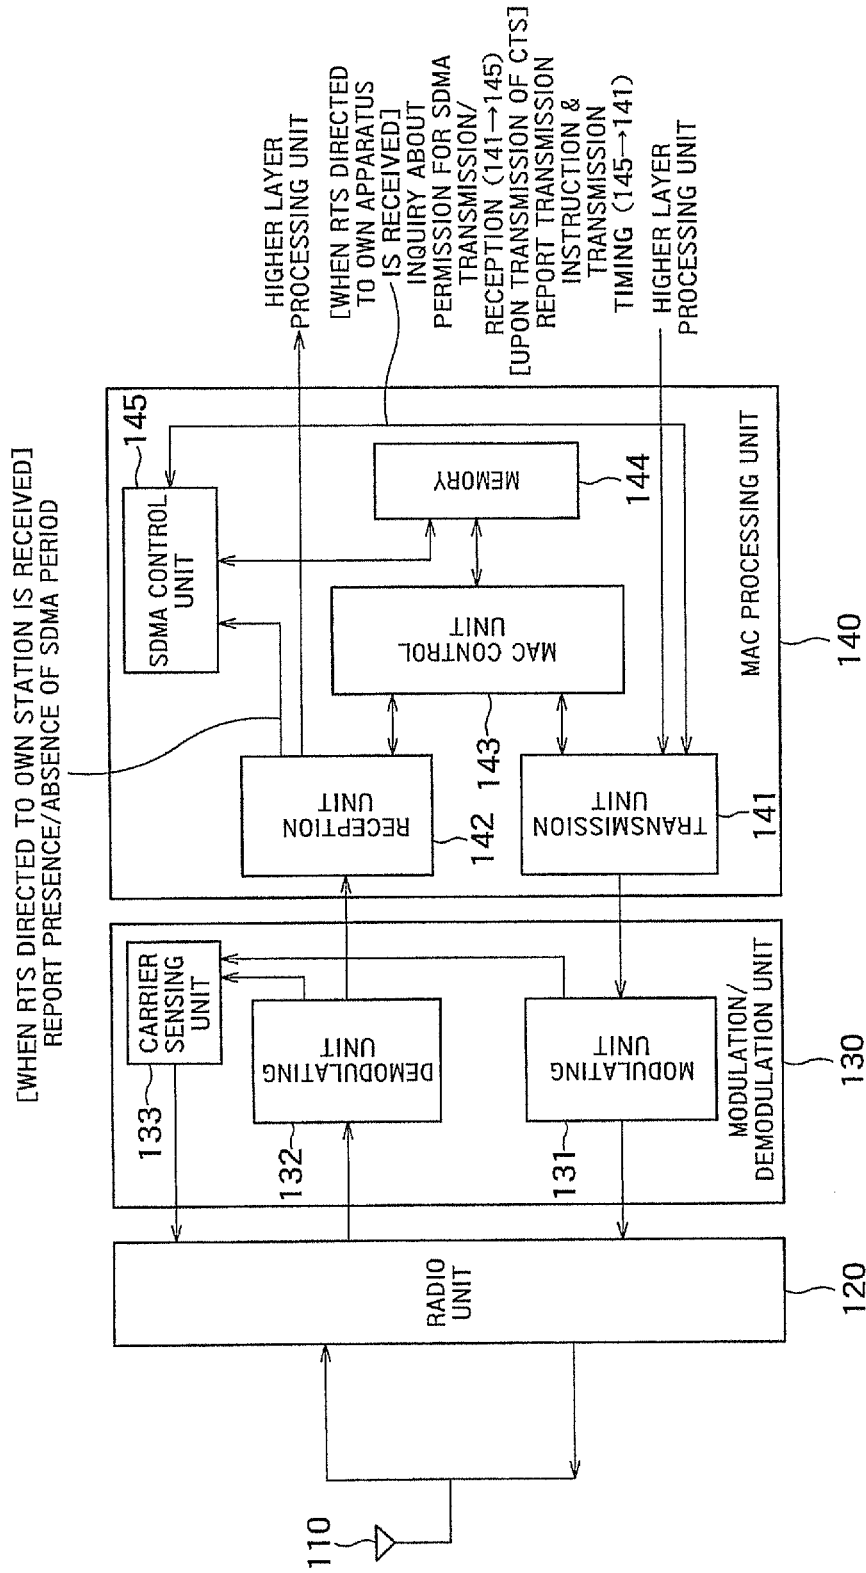 [WHEN RTS DIRECTED TO OWN STATION IS RECEIVED]
REPORT PRESENCE/ABSENCE OF SDMA PERIOD
HIGHER LAYER
PROCESSING UNIT
[WHEN RTS DIRECTED
TO OWN APPARATUS
IS RECEIVED]
INQUIRY ABOUT
PERMISSION FOR SDMA
TRANSMISSION/
RECEPTION (141→145)
[UPON TRANSMISSION OF CTS]
REPORT TRANSMISSION
INSTRUCTION &
TRANSMISSION
TIMING (145→141)
HIGHER LAYER
PROCESSING UNIT
110
RADIO
UNIT
120
133
CARRIER
SENSING
UNIT
132
DEMODULATING
UNIT
131
MODULATING
UNIT
MODULATION/
DEMODULATION UNIT
130
145
SDMA CONTROL
UNIT
RECEPTION
UNIT
142
MAC CONTROL
UNIT
143
MEMORY
144
TRANSMISSION
UNIT
141
MAC PROCESSING UNIT
140